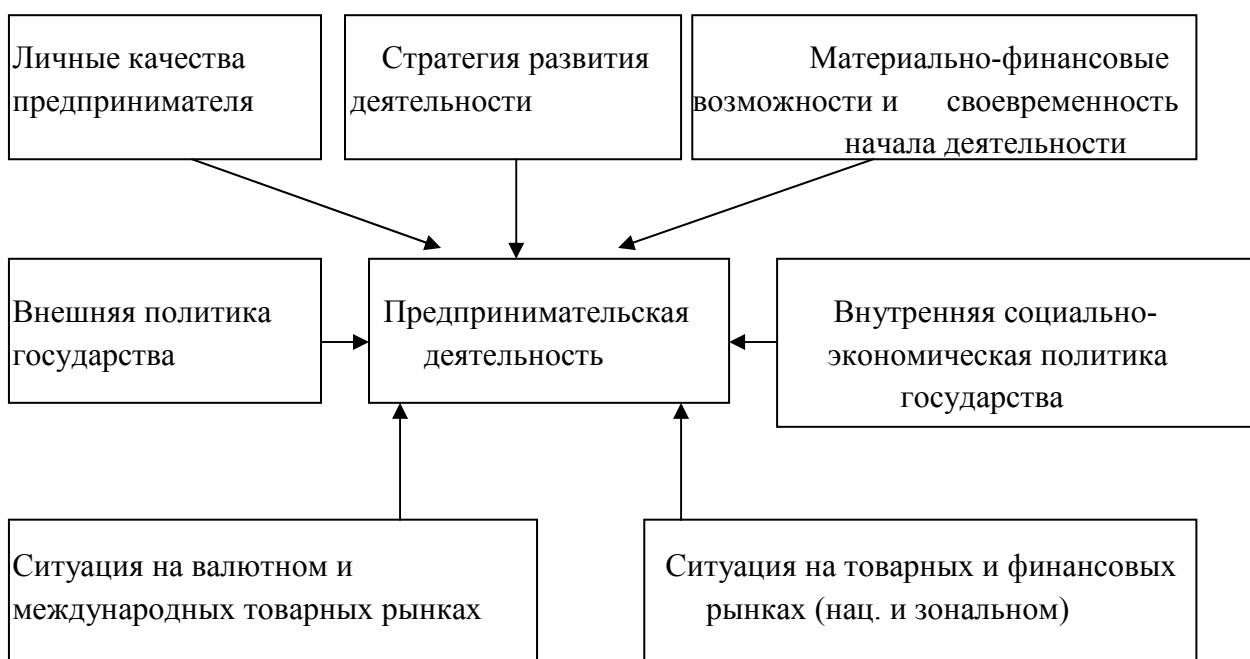 Личные качества
предпринимателя
Стратегия развития
деятельности
Материально-финансовые
возможности и своевременность
начала деятельности
Внешняя политика
государства
Предпринимательская
деятельность
Внутренняя социально-
экономическая политика
государства
Ситуация на валютном и
международных товарных рынках
Ситуация на товарных и финансовых
рынках (нац. и зональном)